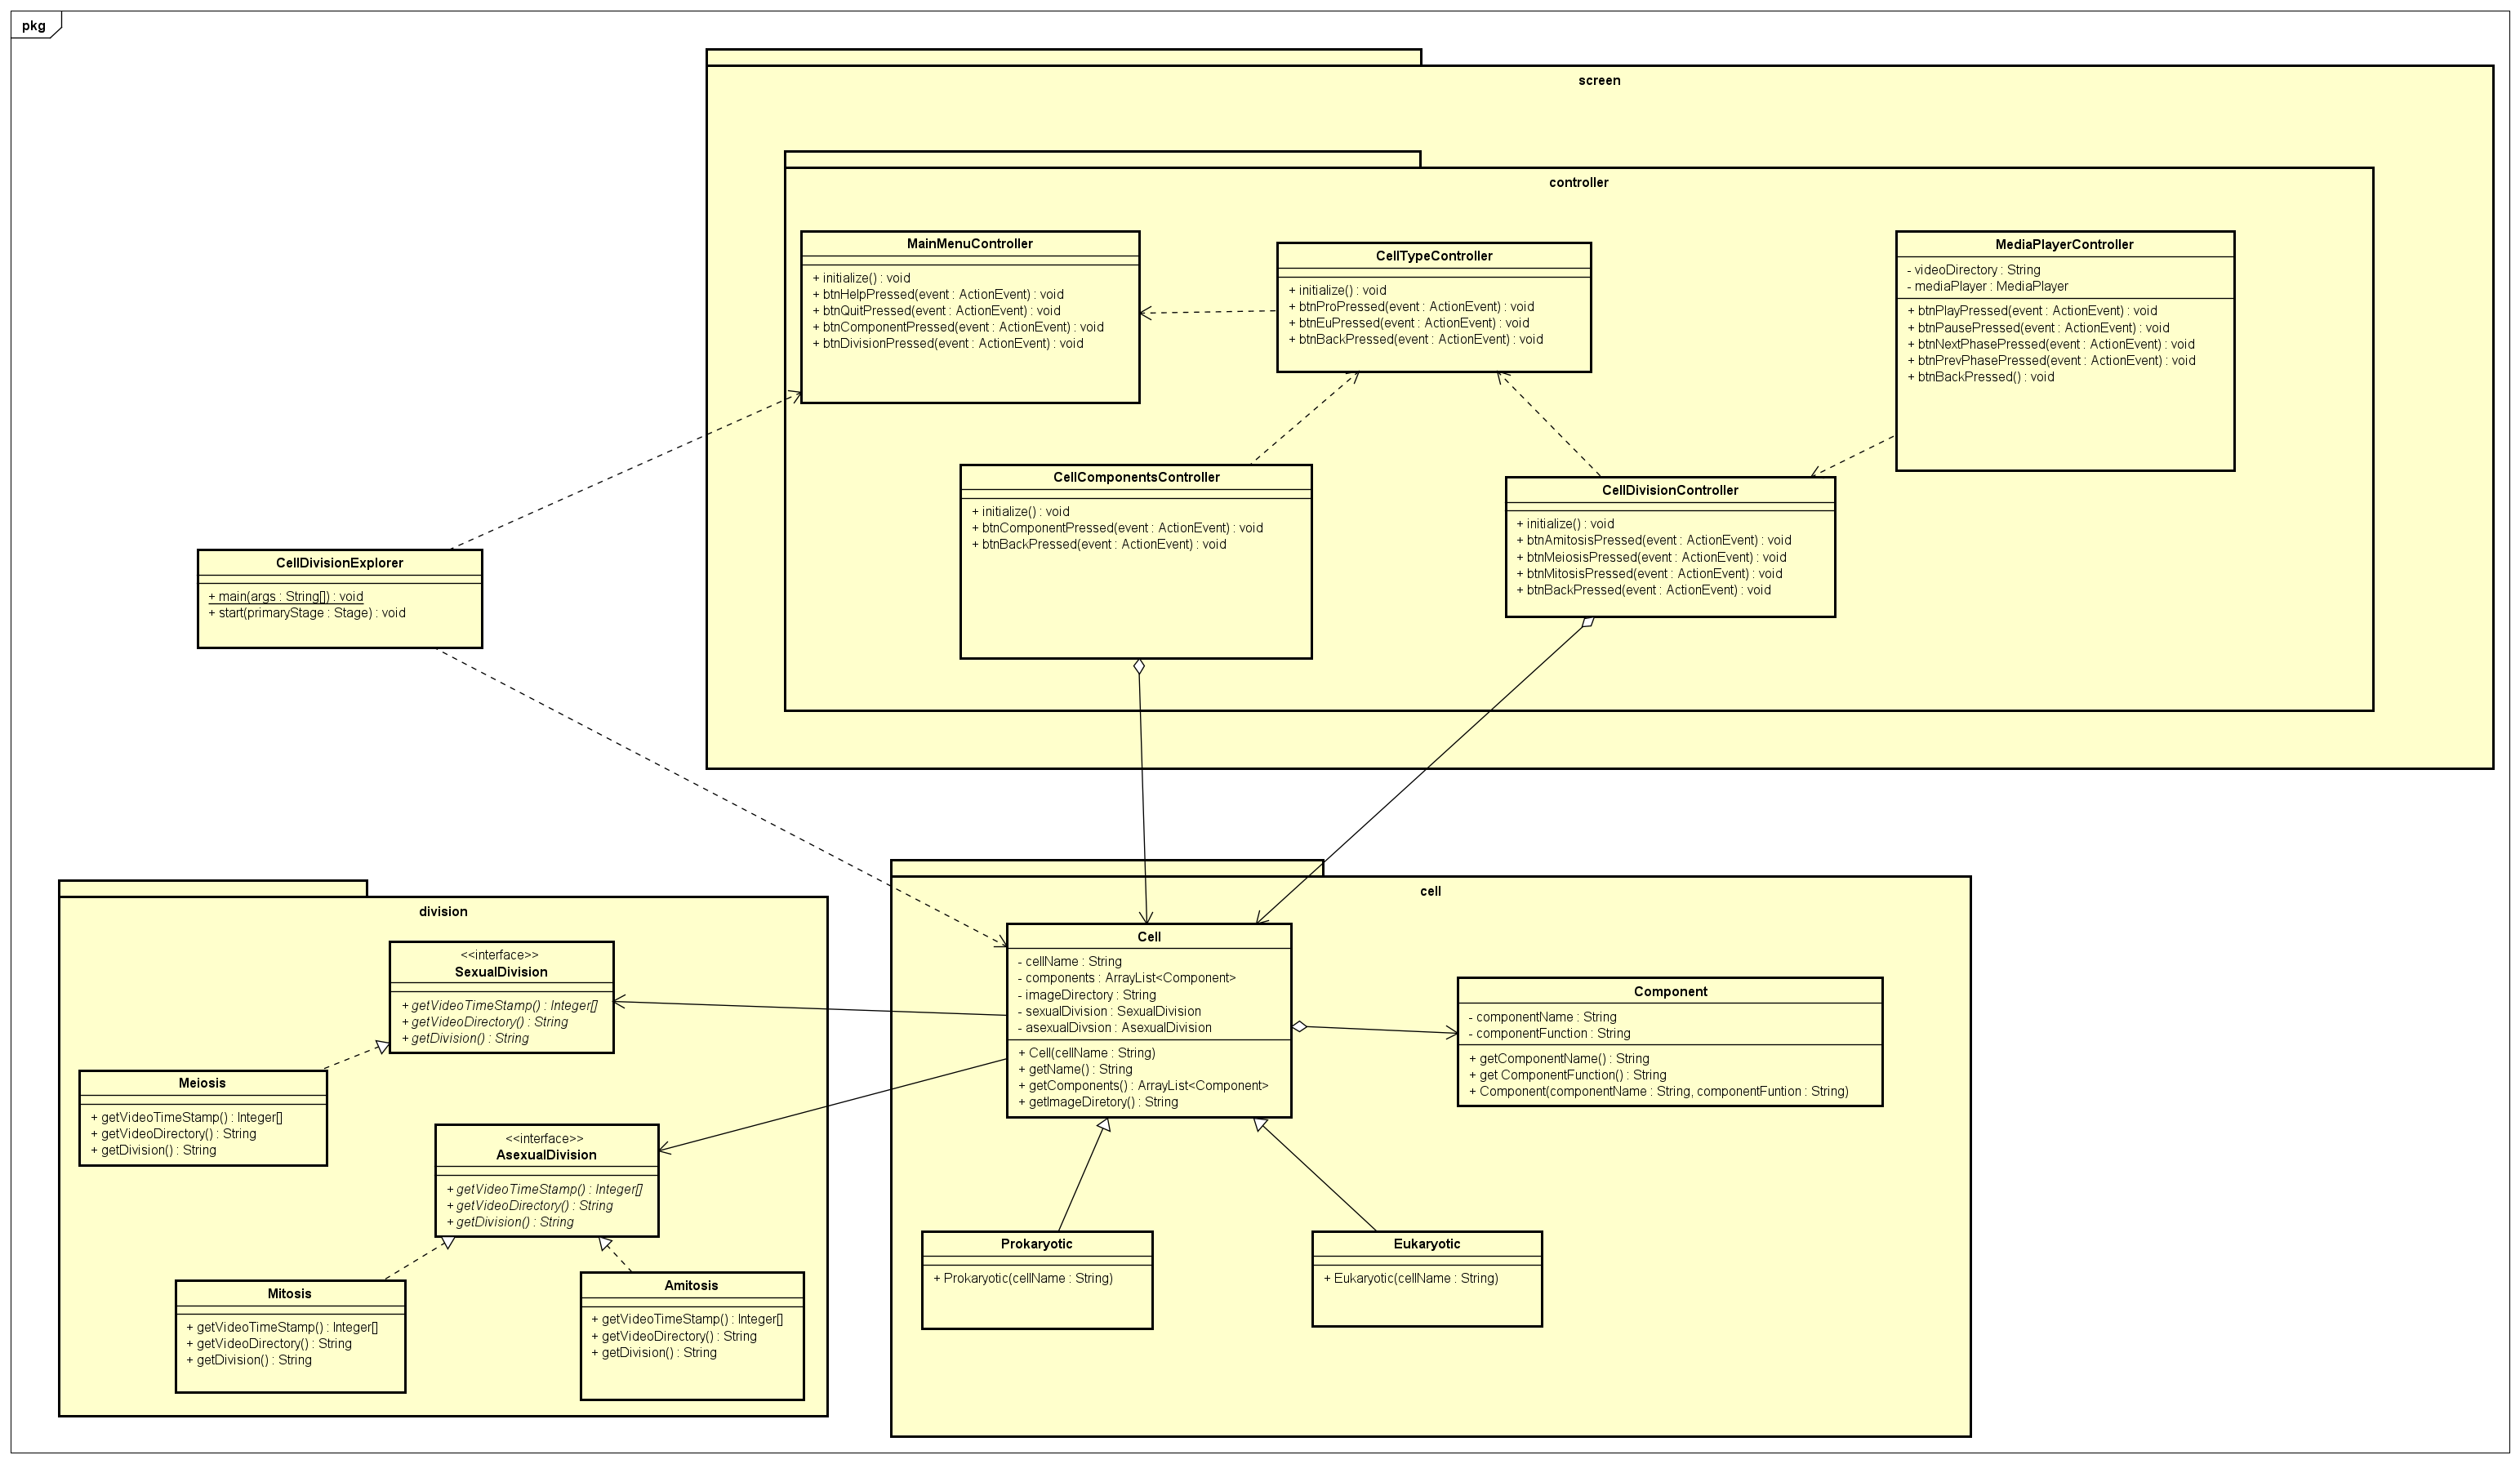 pkg
screen
controller
MainMenuController
+ initialize() : void
+ btnHelpPressed(event : ActionEvent) : void
+ btnQuitPressed(event : ActionEvent) : void
+ btnComponentPressed(event : ActionEvent) : void
+ btnDivisionPressed(event : ActionEvent) : void
CellTypeController
+ initialize() : void
+ btnProPressed(event : ActionEvent) : void
+ btnEuPressed(event : ActionEvent) : void
+ btnBackPressed(event : ActionEvent) : void
MediaPlayerController
- videoDirectory : String
- mediaPlayer : MediaPlayer
+ btnPlayPressed(event : ActionEvent) : void
+ btnPausePressed(event : ActionEvent) : void
+ btnNextPhasePressed(event : ActionEvent) : void
+ btnPrevPhasePressed(event : ActionEvent) : void
+ btnBackPressed() : void
CellComponentsController
+ initialize() : void
+ btnComponentPressed(event : ActionEvent) : void
+ btnBackPressed(event : ActionEvent) : void
CellDivisionController
+ initialize() : void
+ btnAmitosisPressed(event : ActionEvent) : void
+ btnMeiosisPressed(event : ActionEvent) : void
+ btnMitosisPressed(event : ActionEvent) : void
+ btnBackPressed(event : ActionEvent) : void
CellDivisionExplorer
+ main(args : String[]) : void
+ start(primaryStage : Stage) : void
division
<<interface>>
SexualDivision
+ getVideoTimeStamp() : Integer[]
+ getVideoDirectory() : String
+ getDivision() : String
Meiosis
+ getVideoTimeStamp() : Integer[]
+ getVideoDirectory() : String
+ getDivision() : String
<<interface>>
AsexualDivision
+ getVideoTimeStamp() : Integer[]
+ getVideoDirectory() : String
+ getDivision() : String
Mitosis
+ getVideoTimeStamp() : Integer[]
+ getVideoDirectory() : String
+ getDivision() : String
Amitosis
+ getVideoTimeStamp() : Integer[]
+ getVideoDirectory() : String
+ getDivision() : String
cell
Cell
- cellName : String
- components : ArrayList<Component>
- imageDirectory : String
- sexualDivision : SexualDivision
- asexualDivsion : AsexualDivision
+ Cell(cellName : String)
+ getName() : String
+ getComponents() : ArrayList<Component>
+ getImageDiretory() : String
Component
- componentName : String
- componentFunction : String
+ getComponentName() : String
+ get ComponentFunction() : String
+ Component(componentName : String, componentFuntion : String)
Prokaryotic
+ Prokaryotic(cellName : String)
Eukaryotic
+ Eukaryotic(cellName : String)